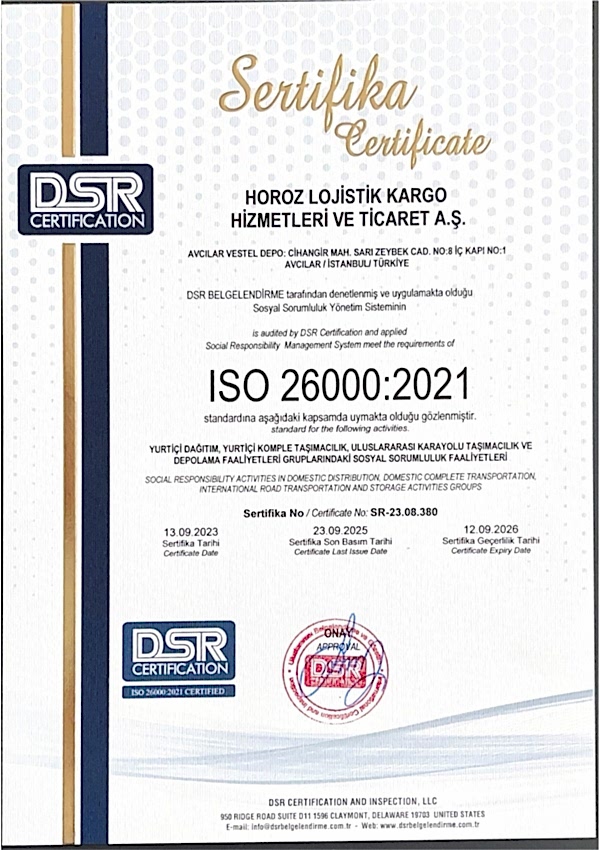 Sertifika
Certificate
DSR
CERTIFICATION
HOROZ LOJİSTİK KARGO
HİZMETLERİ VE TİCARET A.Ş.
AVCILAR VESTEL DEPO: CİHANGİR MAH. SARI ZEYBEK CAD. NO:8 İÇ KAPI NO:1
AVCILAR / İSTANBUL/ TÜRKİYE
DSR BELGELENDİRME tarafından denetlenmiş ve uygulamakta olduğu
Sosyal Sorumluluk Yönetim Sisteminin
is audited by DSR Certification and applied
Social Responsibility Management System meet the requirements of
ISO 26000:2021
standardına aşağıdaki kapsamda uymakta olduğu gözlenmiştir.
standard for the following activities.
YURTİÇİ DAĞITIM, YURTİÇİ KOMPLE TAŞIMACILIK, ULUSLARARASI KARAYOLU TAŞIMACILIK VE
DEPOLAMA FAALİYETLERİ GRUPLARINDAKİ SOSYAL SORUMLULUK FAALİYETLERİ
SOCIAL RESPONSIBILITY ACTIVITIES IN DOMESTIC DISTRIBUTION, DOMESTIC COMPLETE TRANSPORTATION,
INTERNATIONAL ROAD TRANSPORTATION AND STORAGE ACTIVITIES GROUPS
Sertifika No / Certificate No: SR-23.08.380
13.09.2023 23.09.2025 12.09.2026
Sertifika Tarihi Sertifika Son Basım Tarihi Sertifika Geçerlilik Tarihi
Certificate Date Certificate Last Issue Date Certificate Expiry Date
DSR
CERTIFICATION
ISO 26000:2021 CERTIFIED
ONAY
APPROVAL
DSR
DSR CERTIFICATION AND INSPECTION, LLC
950 RIDGE ROAD SUITE D11 1596 CLAYMONT, DELAWARE 19703 UNITED STATES
E-mail: info@dsrbelgelendirme.com.tr - Web: www.dsrbelgelendirme.com.tr